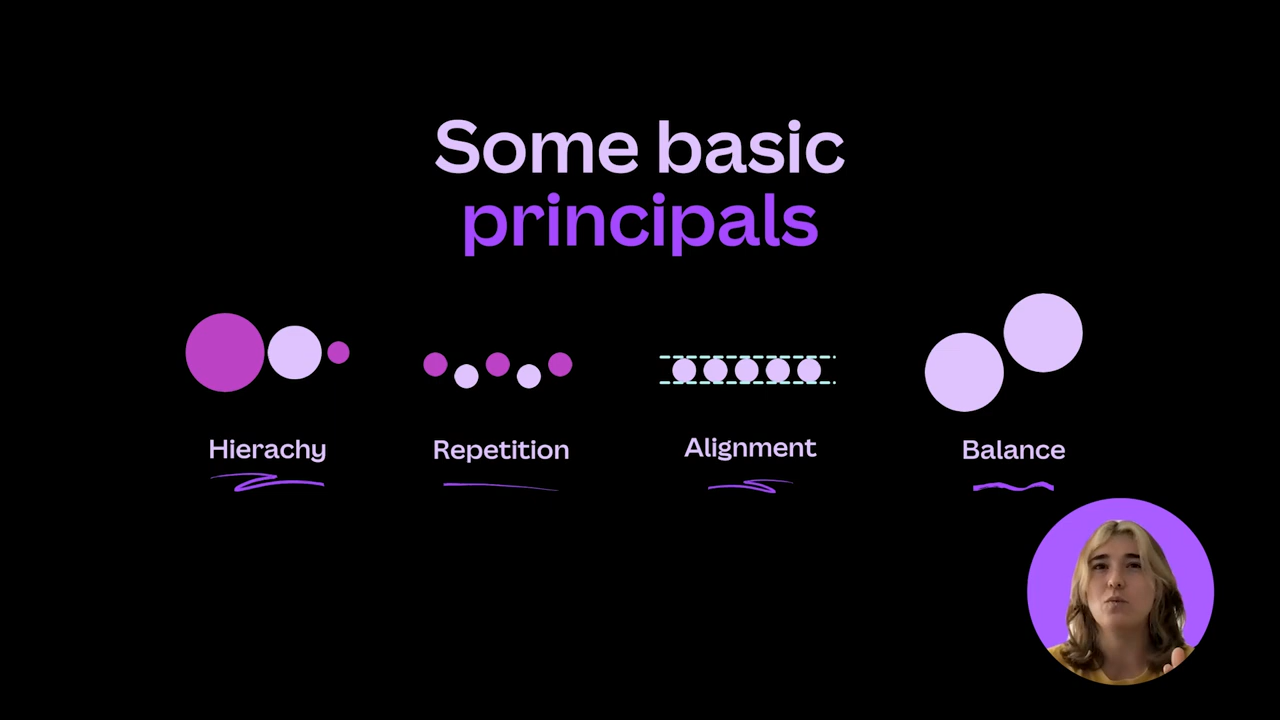 Some basic
principals
Hierachy
Repetition
Alignment
Balance